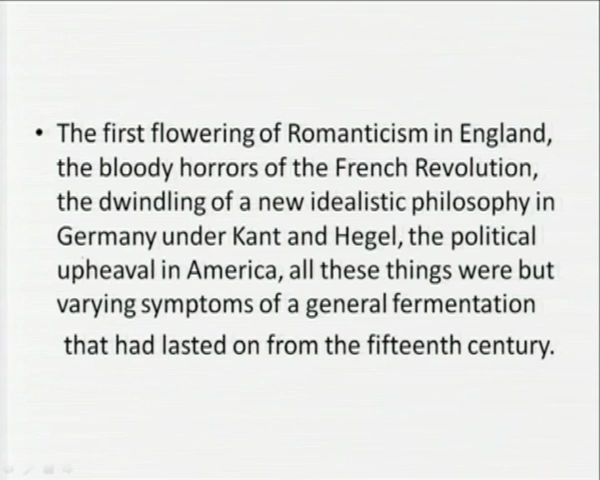 • The first flowering of Romanticism in England,
the bloody horrors of the French Revolution,
the dwindling of a new idealistic philosophy in
Germany under Kant and Hegel, the political
upheaval in America, all these things were but
varying symptoms of a general fermentation
that had lasted on from the fifteenth century.